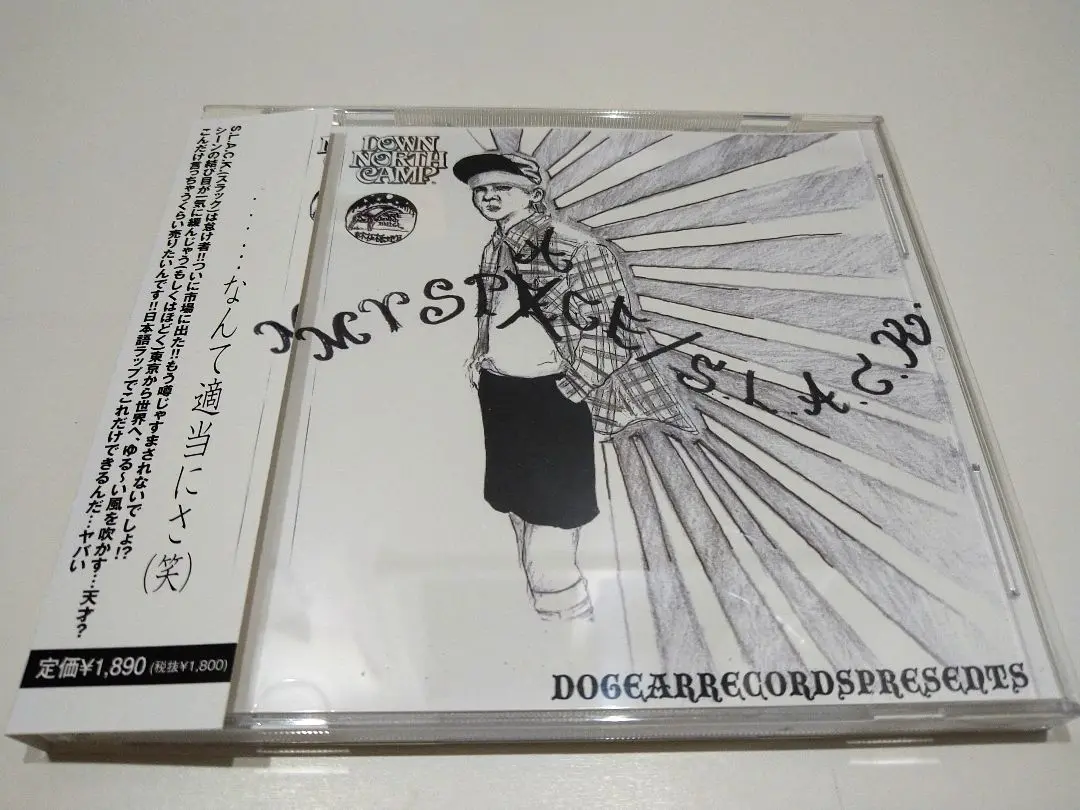 S.L.A.C.K.(スラック)は怠け者!!ついに市場に出た!!もう噂じゃすまされないでしょ!?
シーンの結び目が一気に緩んじゃう(もしくはほどく)東京から世界へ、ゆる〜い風を吹かす…天才?
こんだけ言っちゃうくらい売りたいんです!!日本語ラップでこれだけできるんだ…ヤバい
......なんて適当にさ(笑)
定価¥1,890(税抜¥1,800)
DOWN
NORTH
CAMP
MY SPACE / S.L.A.C.K.
DOGEARRECORDSPRESENTS